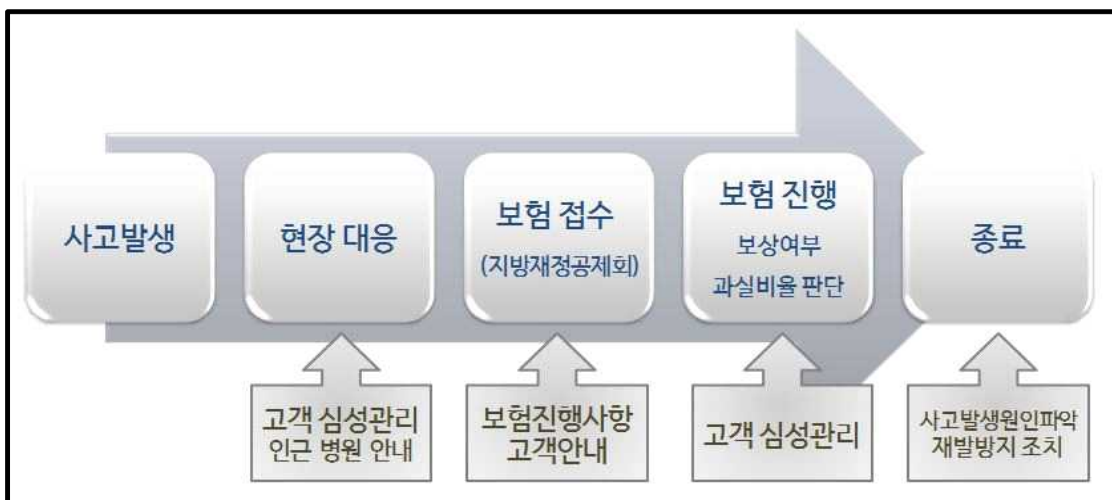 사고발생
현장 대응
보험 접수
(지방재정공제회)
보험 진행
보상여부
과실비율 판단
종료
고객 심성관리
인근 병원 안내
보험진행사항
고객안내
고객 심성관리
사고발생원인파악
재발방지 조치